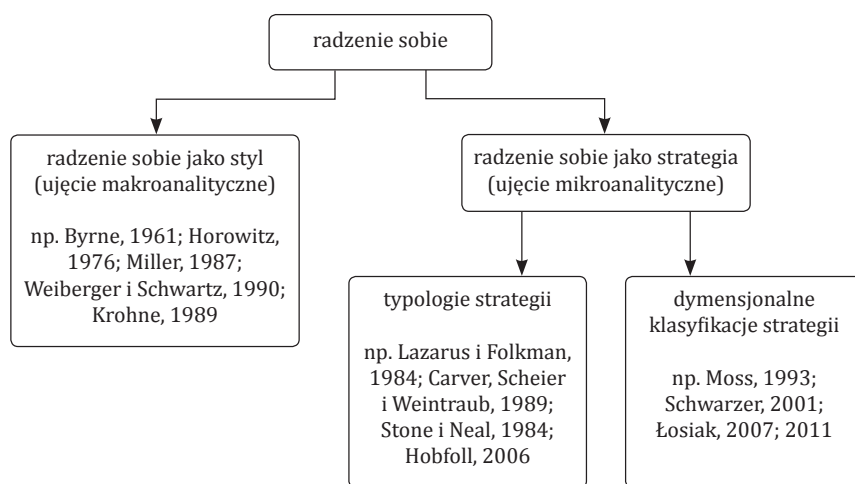 radzenie sobie
radzenie sobie jako styl
(ujęcie makroanalityczne)
np. Byrne, 1961; Horowitz,
1976; Miller, 1987;
Weiberger i Schwartz, 1990;
Krohne, 1989
radzenie sobie jako strategia
(ujęcie mikroanalityczne)
typologie strategii
np. Lazarus i Folkman,
1984; Carver, Scheier
i Weintraub, 1989;
Stone i Neal, 1984;
Hobfoll, 2006
dymensjonalne
klasyfikacje strategii
np. Moss, 1993;
Schwarzer, 2001;
Łosiak, 2007; 2011